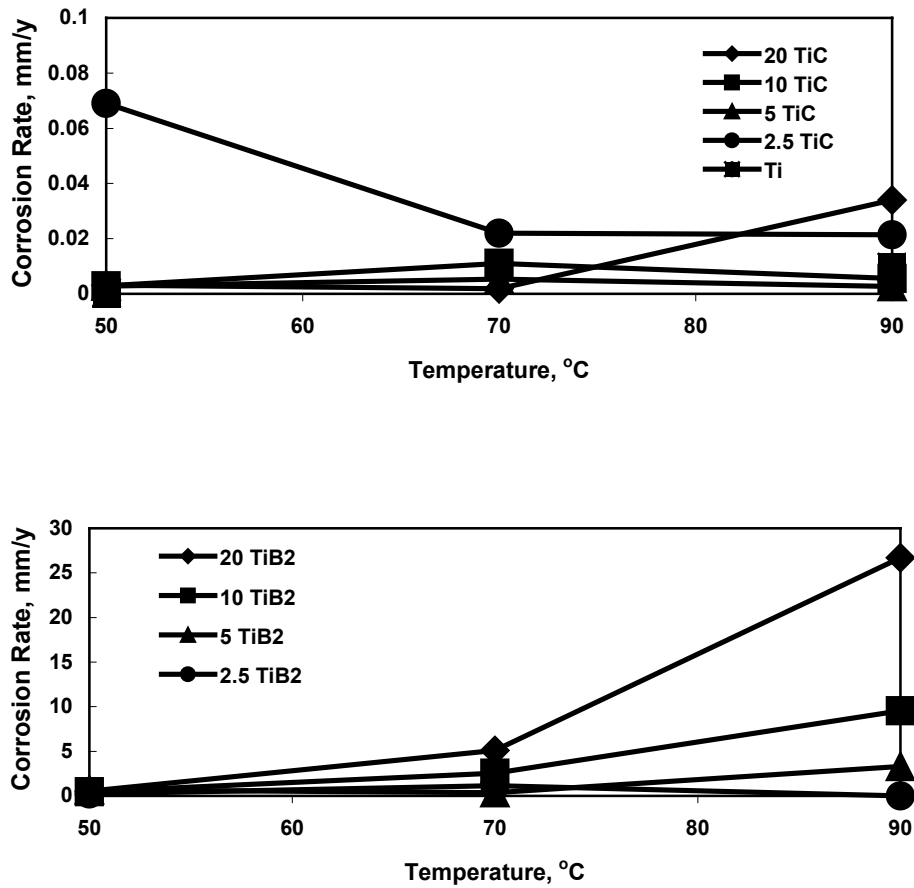 0.1
0.08
0.06
0.04
0.02
0
Corrosion Rate, mm/y
20 TiC
10 TiC
5 TiC
2.5 TiC
Ti
50 60 70 80 90
Temperature, °C
30
25
20
15
10
5
0
Corrosion Rate, mm/y
20 TiB2
10 TiB2
5 TiB2
2.5 TiB2
50 60 70 80 90
Temperature, °C